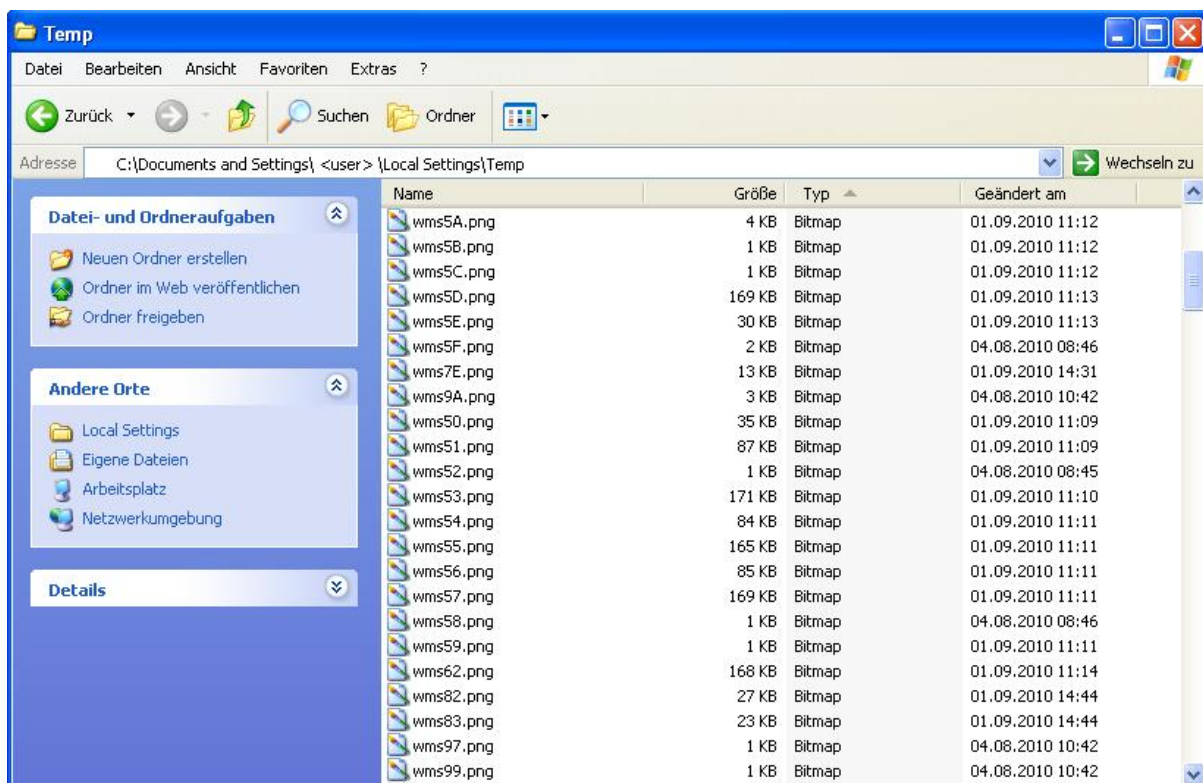 Temp
Datei Bearbeiten Ansicht Favoriten Extras ?
Zurück Suchen Ordner
Adresse C:\Documents and Settings\ <user> \Local Settings\Temp Wechseln zu
Datei- und Ordneraufgaben
Neuen Ordner erstellen
Ordner im Web veröffentlichen
Ordner freigeben
Andere Orte
Local Settings
Eigene Dateien
Arbeitsplatz
Netzwerkumgebung
Details
Name Größe Typ Geändert am
wms5A.png 4 KB Bitmap 01.09.2010 11:12
wms5B.png 1 KB Bitmap 01.09.2010 11:12
wms5C.png 1 KB Bitmap 01.09.2010 11:12
wms5D.png 169 KB Bitmap 01.09.2010 11:13
wms5E.png 30 KB Bitmap 01.09.2010 11:13
wms5F.png 2 KB Bitmap 04.08.2010 08:46
wms7E.png 13 KB Bitmap 01.09.2010 14:31
wms9A.png 3 KB Bitmap 04.08.2010 10:42
wms50.png 35 KB Bitmap 01.09.2010 11:09
wms51.png 87 KB Bitmap 01.09.2010 11:09
wms52.png 1 KB Bitmap 04.08.2010 08:45
wms53.png 171 KB Bitmap 01.09.2010 11:10
wms54.png 84 KB Bitmap 01.09.2010 11:11
wms55.png 165 KB Bitmap 01.09.2010 11:11
wms56.png 85 KB Bitmap 01.09.2010 11:11
wms57.png 169 KB Bitmap 01.09.2010 11:11
wms58.png 1 KB Bitmap 04.08.2010 08:46
wms59.png 1 KB Bitmap 01.09.2010 11:11
wms62.png 168 KB Bitmap 01.09.2010 11:14
wms82.png 27 KB Bitmap 01.09.2010 14:44
wms83.png 23 KB Bitmap 01.09.2010 14:44
wms97.png 1 KB Bitmap 04.08.2010 10:42
wms99.png 1 KB Bitmap 04.08.2010 10:42